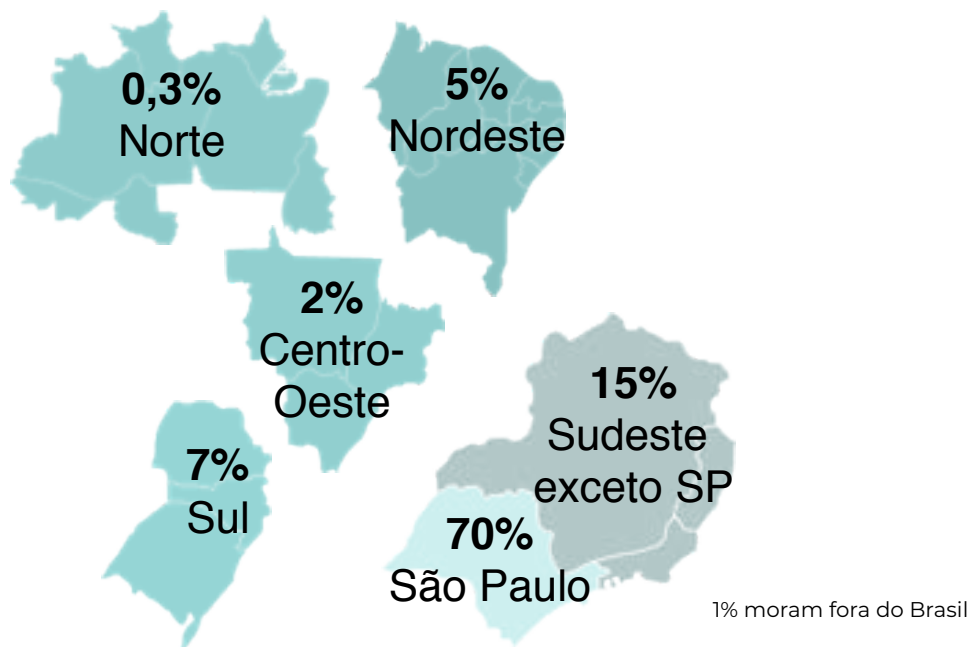 0,3%
Norte
5%
Nordeste
2%
Centro-
Oeste
15%
Sudeste
exceto SP
7%
Sul
70%
São Paulo
1% moram fora do Brasil